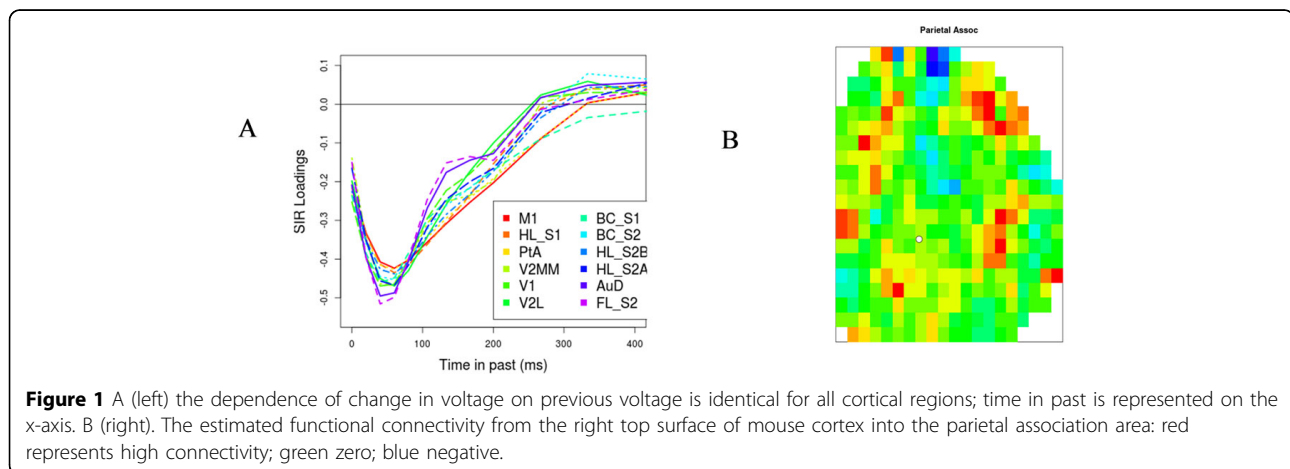 A
SIR Loadings
0.1
0.0
-0.1
-0.2
-0.3
-0.4
-0.5
M1
HL_S1
PtA
V2MM
V1
V2L
BC_S1
BC_S2
HL_S2B
HL_S2A
AuD
FL_S2
0 100 200 300 400
Time in past (ms)
Parietal Assoc
B
Figure 1 A (left) the dependence of change in voltage on previous voltage is identical for all cortical regions; time in past is represented on the
x-axis. B (right). The estimated functional connectivity from the right top surface of mouse cortex into the parietal association area: red
represents high connectivity; green zero; blue negative.